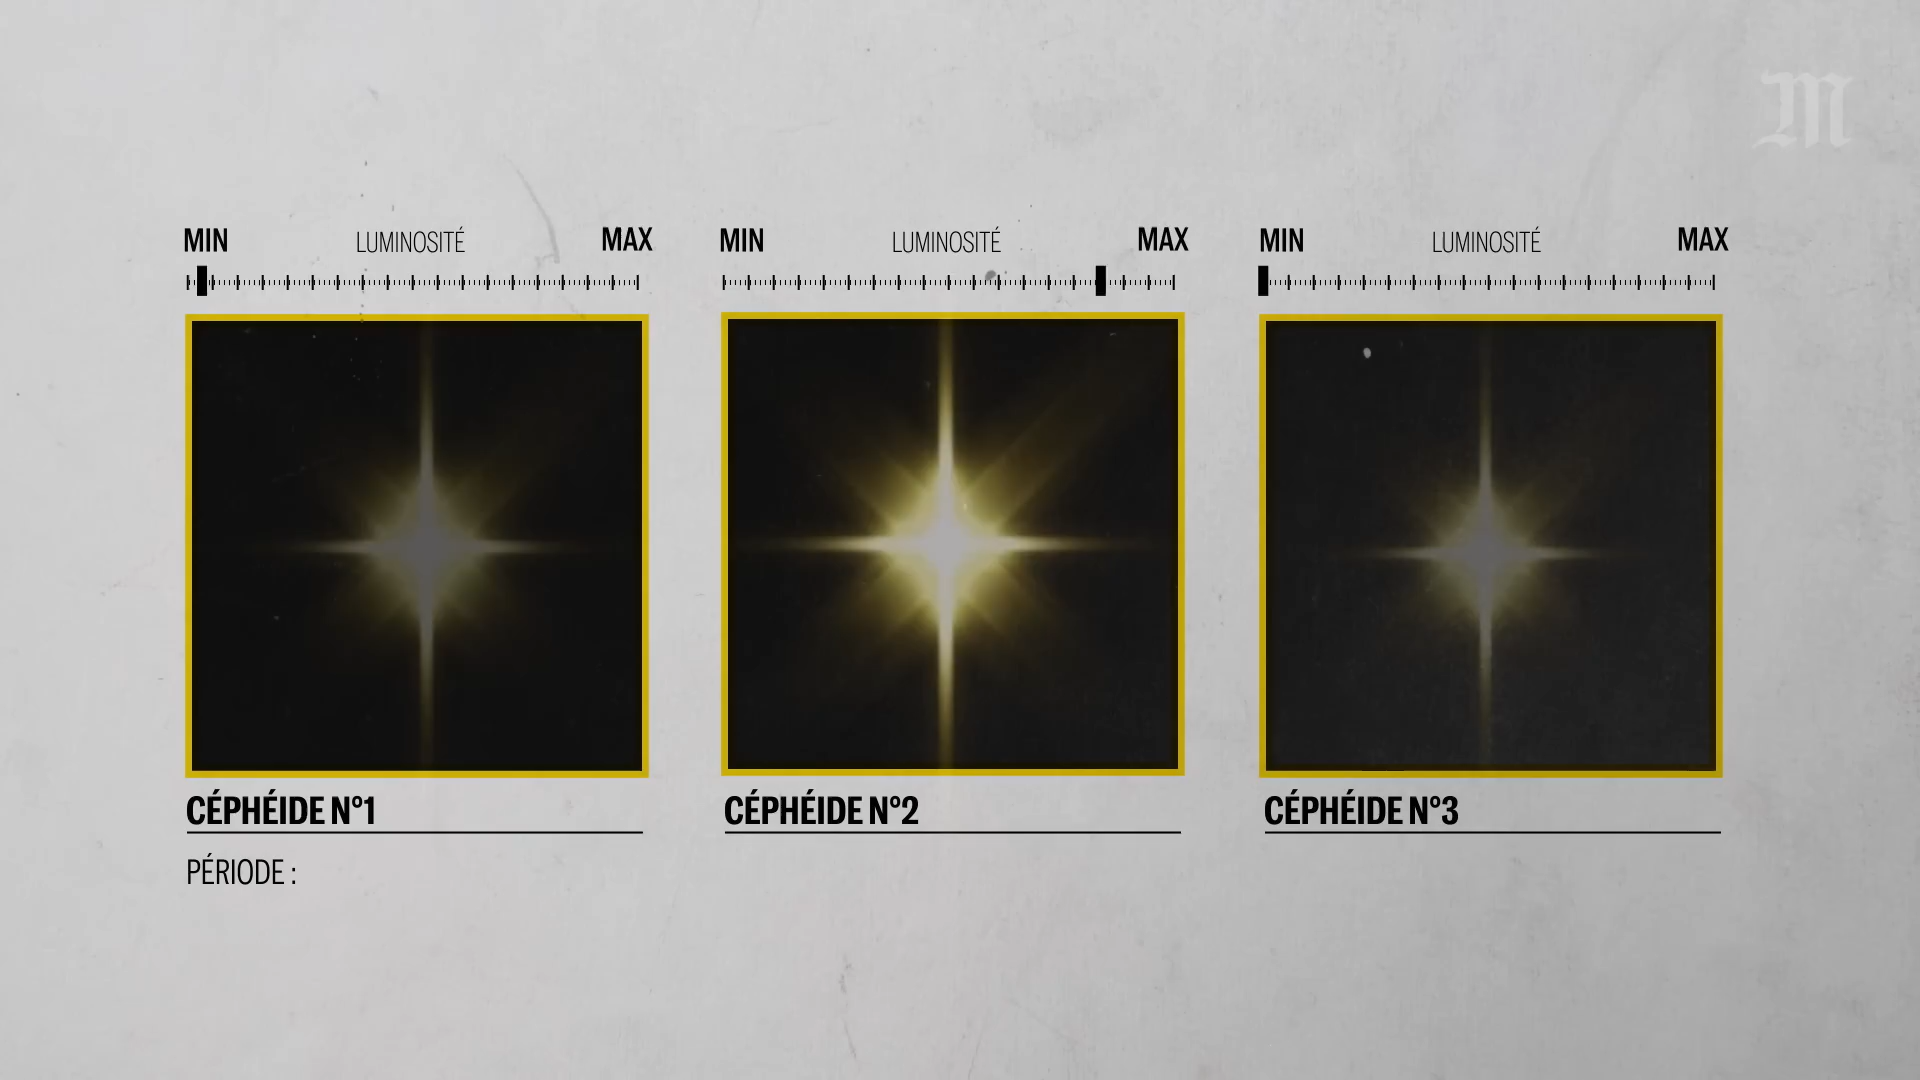 MIN LUMINOSITÉ MAX
MIN LUMINOSITÉ MAX
MIN LUMINOSITÉ MAX
CÉPHÉIDE N°1
PÉRIODE :
CÉPHÉIDE N°2
CÉPHÉIDE N°3
M